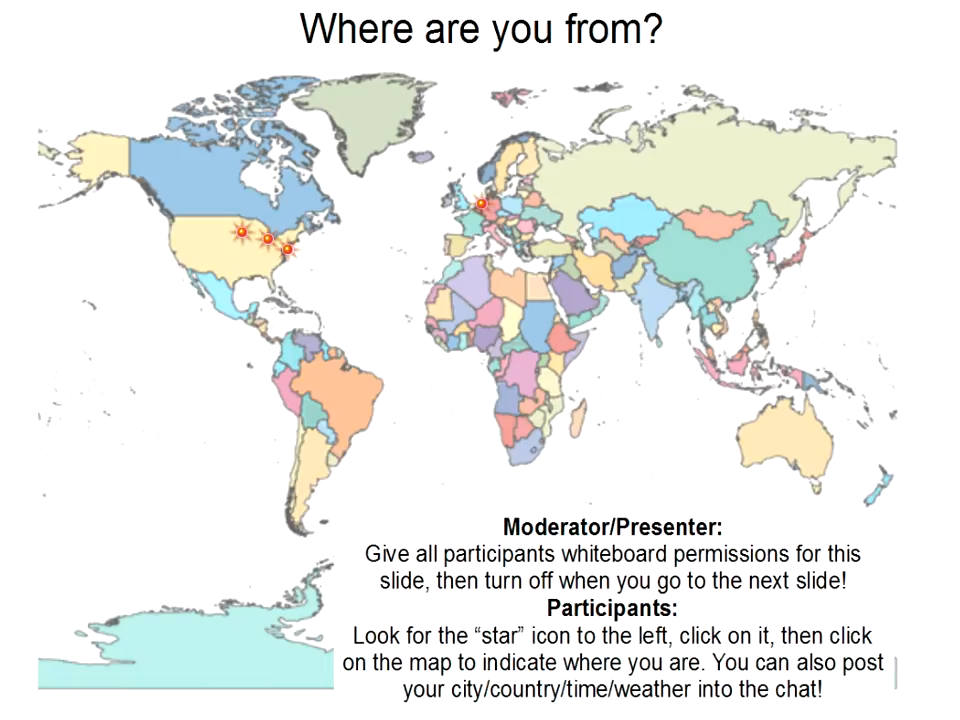 Where are you from?
Moderator/Presenter:
Give all participants whiteboard permissions for this
slide, then turn off when you go to the next slide!
Participants:
Look for the “star” icon to the left, click on it, then click
on the map to indicate where you are. You can also post
your city/country/time/weather into the chat!